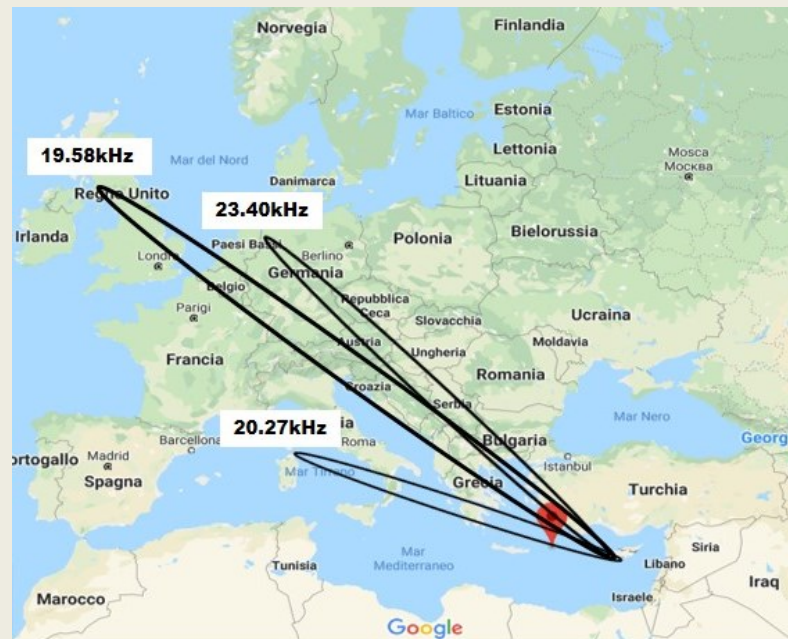 Norvegia
Finlandia
Mar Baltico
Estonia
Lettonia
Mosca
Москва
Lituania
19.58kHz
Mar del Nord
Danimarca
Regno Unito
23.40kHz
Irlanda
Paesi Bassi
Berlino
Polonia
Bielorussia
Londra
Germania
Belgio
Repubblica
Ceca
Parigi
Slovacchia
Ucraina
Austria
Ungheria
Moldavia
Francia
Croazia
Romania
Serbia
Mar Nero
20.27kHz
Barcellona
Roma
Bulgaria
Georg
ortogallo
Madrid
Spagna
Mar Tirreno
Istanbul
Grecia
Turchia
Siria
Libano
Mar
Mediterraneo
Tunisia
Israele
Iraq
Marocco
Google